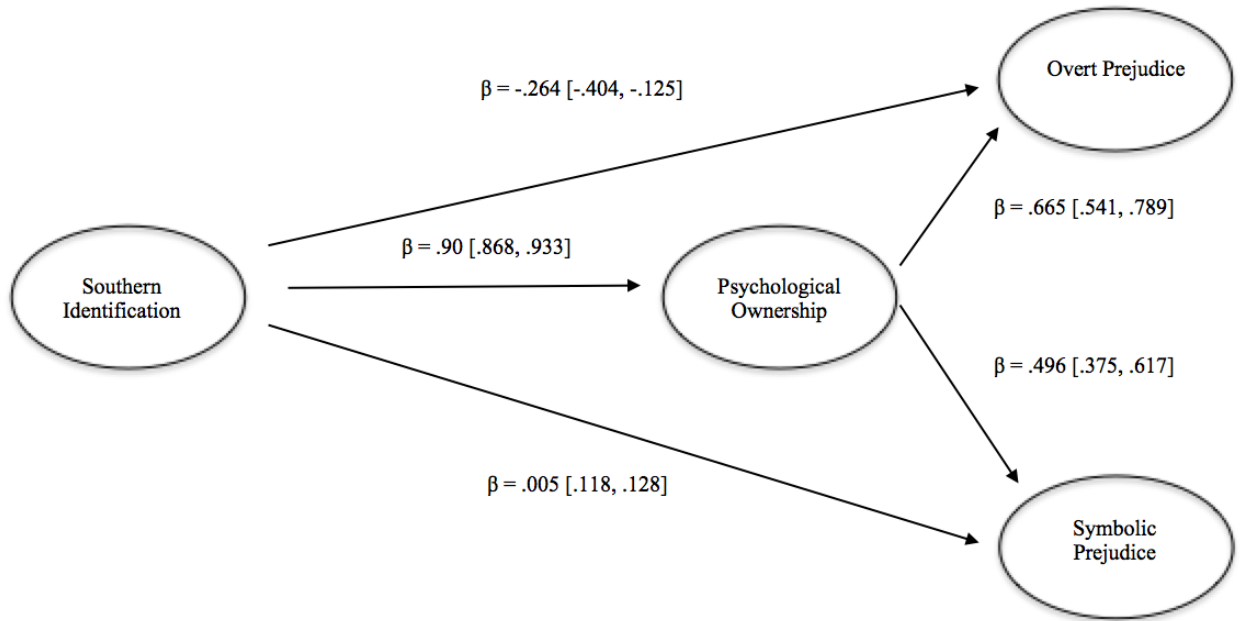 Overt Prejudice
β = -.264 [-.404, -.125]
β = .665 [.541, .789]
β = .90 [.868, .933]
Southern
Identification
Psychological
Ownership
β = .496 [.375, .617]
β = .005 [.118, .128]
Symbolic
Prejudice